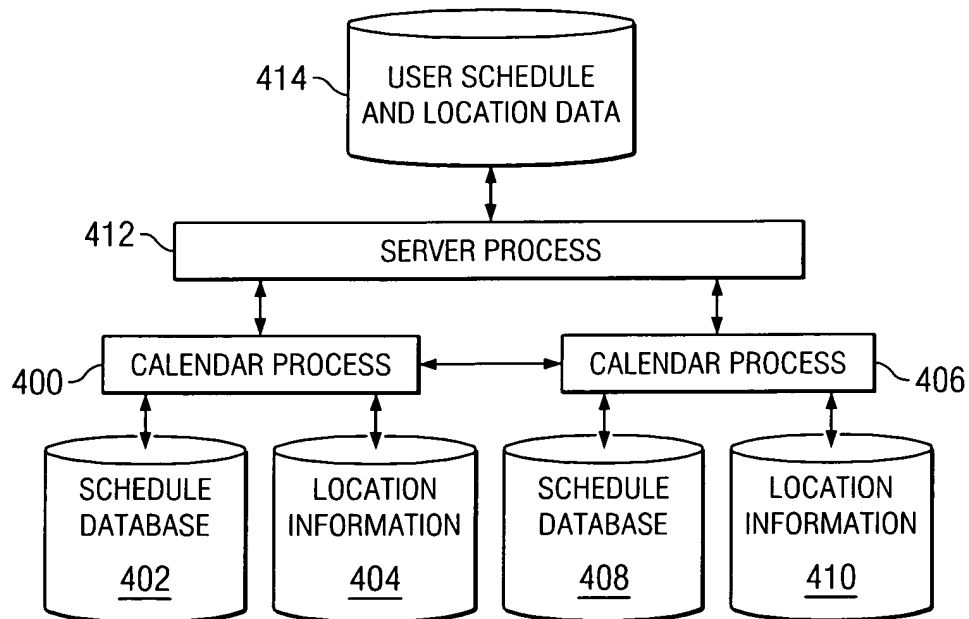 414
USER SCHEDULE
AND LOCATION DATA
412
SERVER PROCESS
400
CALENDAR PROCESS
CALENDAR PROCESS
406
SCHEDULE
DATABASE
402
LOCATION
INFORMATION
404
SCHEDULE
DATABASE
408
LOCATION
INFORMATION
410